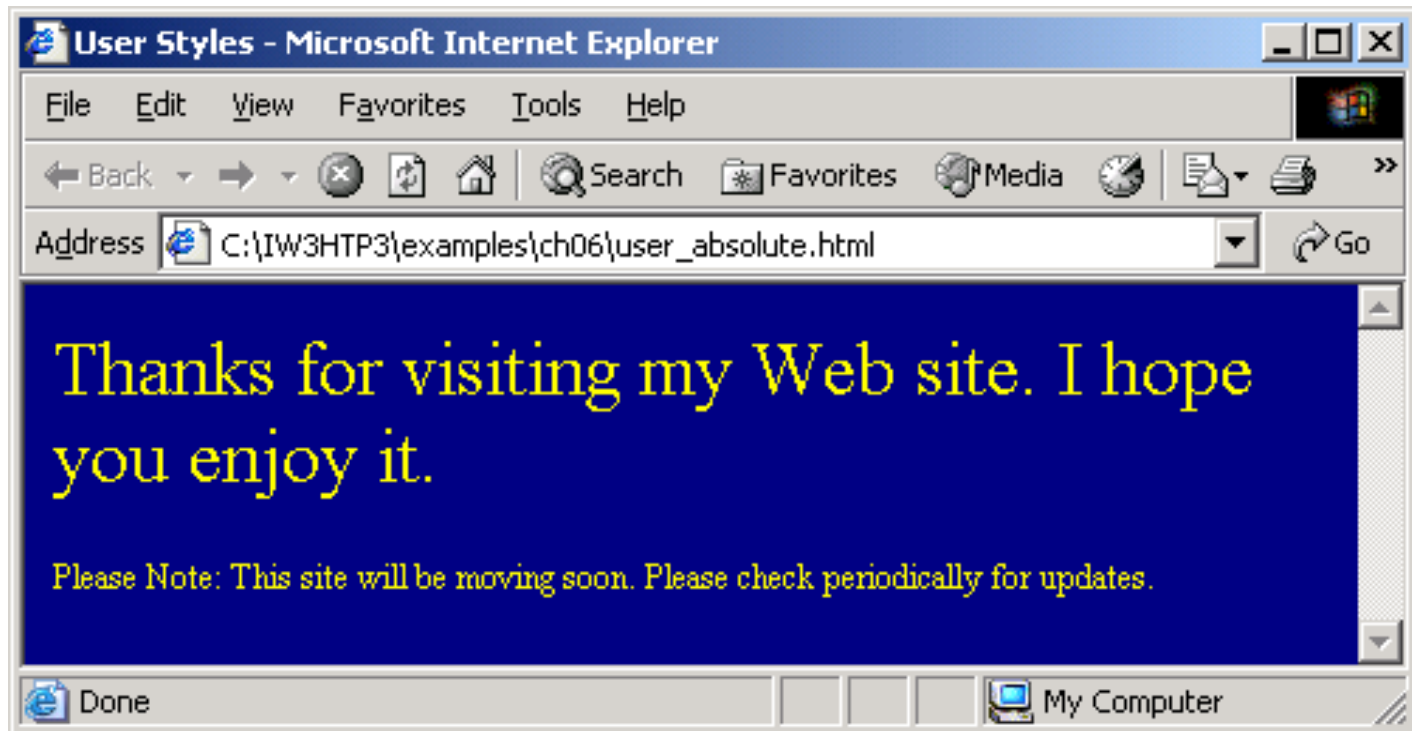 User Styles - Microsoft Internet Explorer
File Edit View Favorites Tools Help
Back Search Favorites Media »
Address C:\IW3HTP3\examples\ch06\user_absolute.html Go
Thanks for visiting my Web site. I hope
you enjoy it.
Please Note: This site will be moving soon. Please check periodically for updates.
Done My Computer